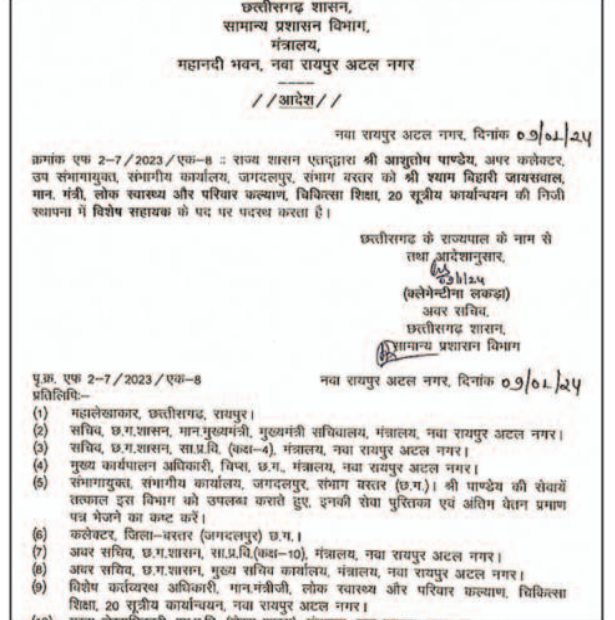 छत्तीसगढ़ शासन,
सामान्य प्रशासन विभाग,
मंत्रालय,
महानदी भवन, नवा रायपुर अटल नगर
//आदेश//
नवा रायपुर अटल नगर, दिनांक 09/01/24
क्रमांक एफ 2-7/2023/एक-8 :: राज्य शासन एतद्द्वारा श्री आशुतोष पाण्डेय, अपर कलेक्टर,
उप संभागायुक्त, संभागीय कार्यालय, जगदलपुर, संभाग बस्तर को श्री श्याम बिहारी जायसवाल,
मान. मंत्री, लोक स्वास्थ्य और परिवार कल्याण, चिकित्सा शिक्षा, 20 सूत्रीय कार्यान्वयन की निजी
स्थापना में विशेष सहायक के पद पर पदस्थ करता है।
छत्तीसगढ़ के राज्यपाल के नाम से
तथा आदेशानुसार,
(क्लेमेन्टीना लकड़ा)
अवर सचिव,
छत्तीसगढ़ शासन,
सामान्य प्रशासन विभाग
पृ.क्र. एफ 2-7/2023/एक-8 नवा रायपुर अटल नगर, दिनांक 09/01/24
प्रतिलिपि:-
(1) महालेखाकार, छत्तीसगढ़, रायपुर।
(2) सचिव, छ.ग.शासन, मान.मुख्यमंत्री, मुख्यमंत्री सचिवालय, मंत्रालय, नवा रायपुर अटल नगर।
(3) सचिव, छ.ग.शासन, सा.प्र.वि. (कक्ष-4), मंत्रालय, नवा रायपुर अटल नगर।
(4) मुख्य कार्यपालन अधिकारी, चिप्स, छ.ग., मंत्रालय, नवा रायपुर अटल नगर।
(5) संभागायुक्त, संभागीय कार्यालय, जगदलपुर, संभाग बस्तर (छ.ग.)। श्री पाण्डेय की सेवायें
तत्काल इस विभाग को उपलब्ध कराते हुए, इनकी सेवा पुस्तिका एवं अंतिम वेतन प्रमाण
पत्र भेजने का कष्ट करें।
(6) कलेक्टर, जिला-बस्तर (जगदलपुर) छ.ग.।
(7) अवर सचिव, छ.ग.शासन, सा.प्र.वि.(कक्ष-10), मंत्रालय, नवा रायपुर अटल नगर।
(8) अवर सचिव, छ.ग.शासन, मुख्य सचिव कार्यालय, मंत्रालय, नवा रायपुर अटल नगर।
(9) विशेष कर्तव्यस्थ अधिकारी, मान.मंत्रीजी, लोक स्वास्थ्य और परिवार कल्याण, चिकित्सा
शिक्षा, 20 सूत्रीय कार्यान्वयन, नवा रायपुर अटल नगर।